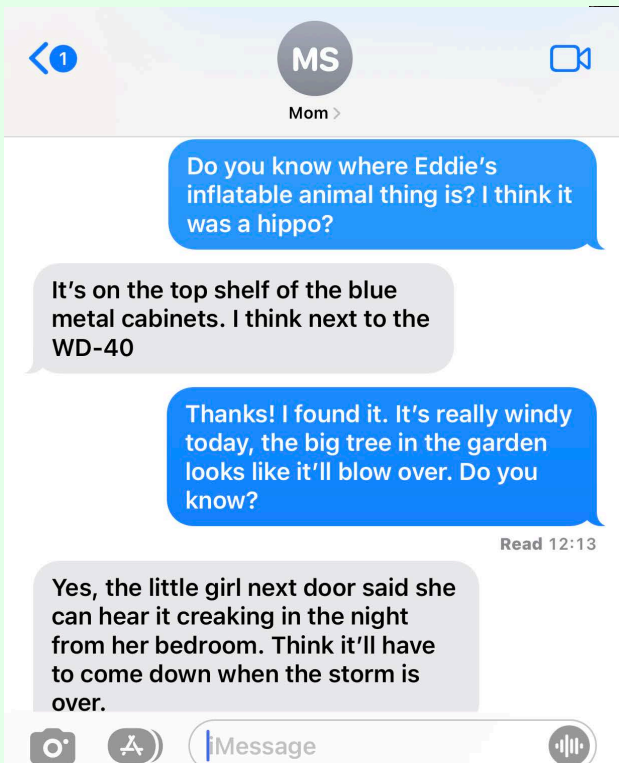 1
MS
Mom >
Do you know where Eddie's
inflatable animal thing is? I think it
was a hippo?
It's on the top shelf of the blue
metal cabinets. I think next to the
WD-40
Thanks! I found it. It's really windy
today, the big tree in the garden
looks like it'll blow over. Do you
know?
Read 12:13
Yes, the little girl next door said she
can hear it creaking in the night
from her bedroom. Think it'll have
to come down when the storm is
over.
iMessage